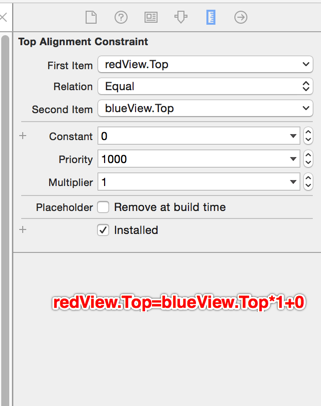 Top Alignment Constraint
First Item redView.Top
Relation Equal
Second Item blueView.Top
+ Constant 0
Priority 1000
Multiplier 1
Placeholder Remove at build time
+ Installed
redView.Top=blueView.Top*1+0